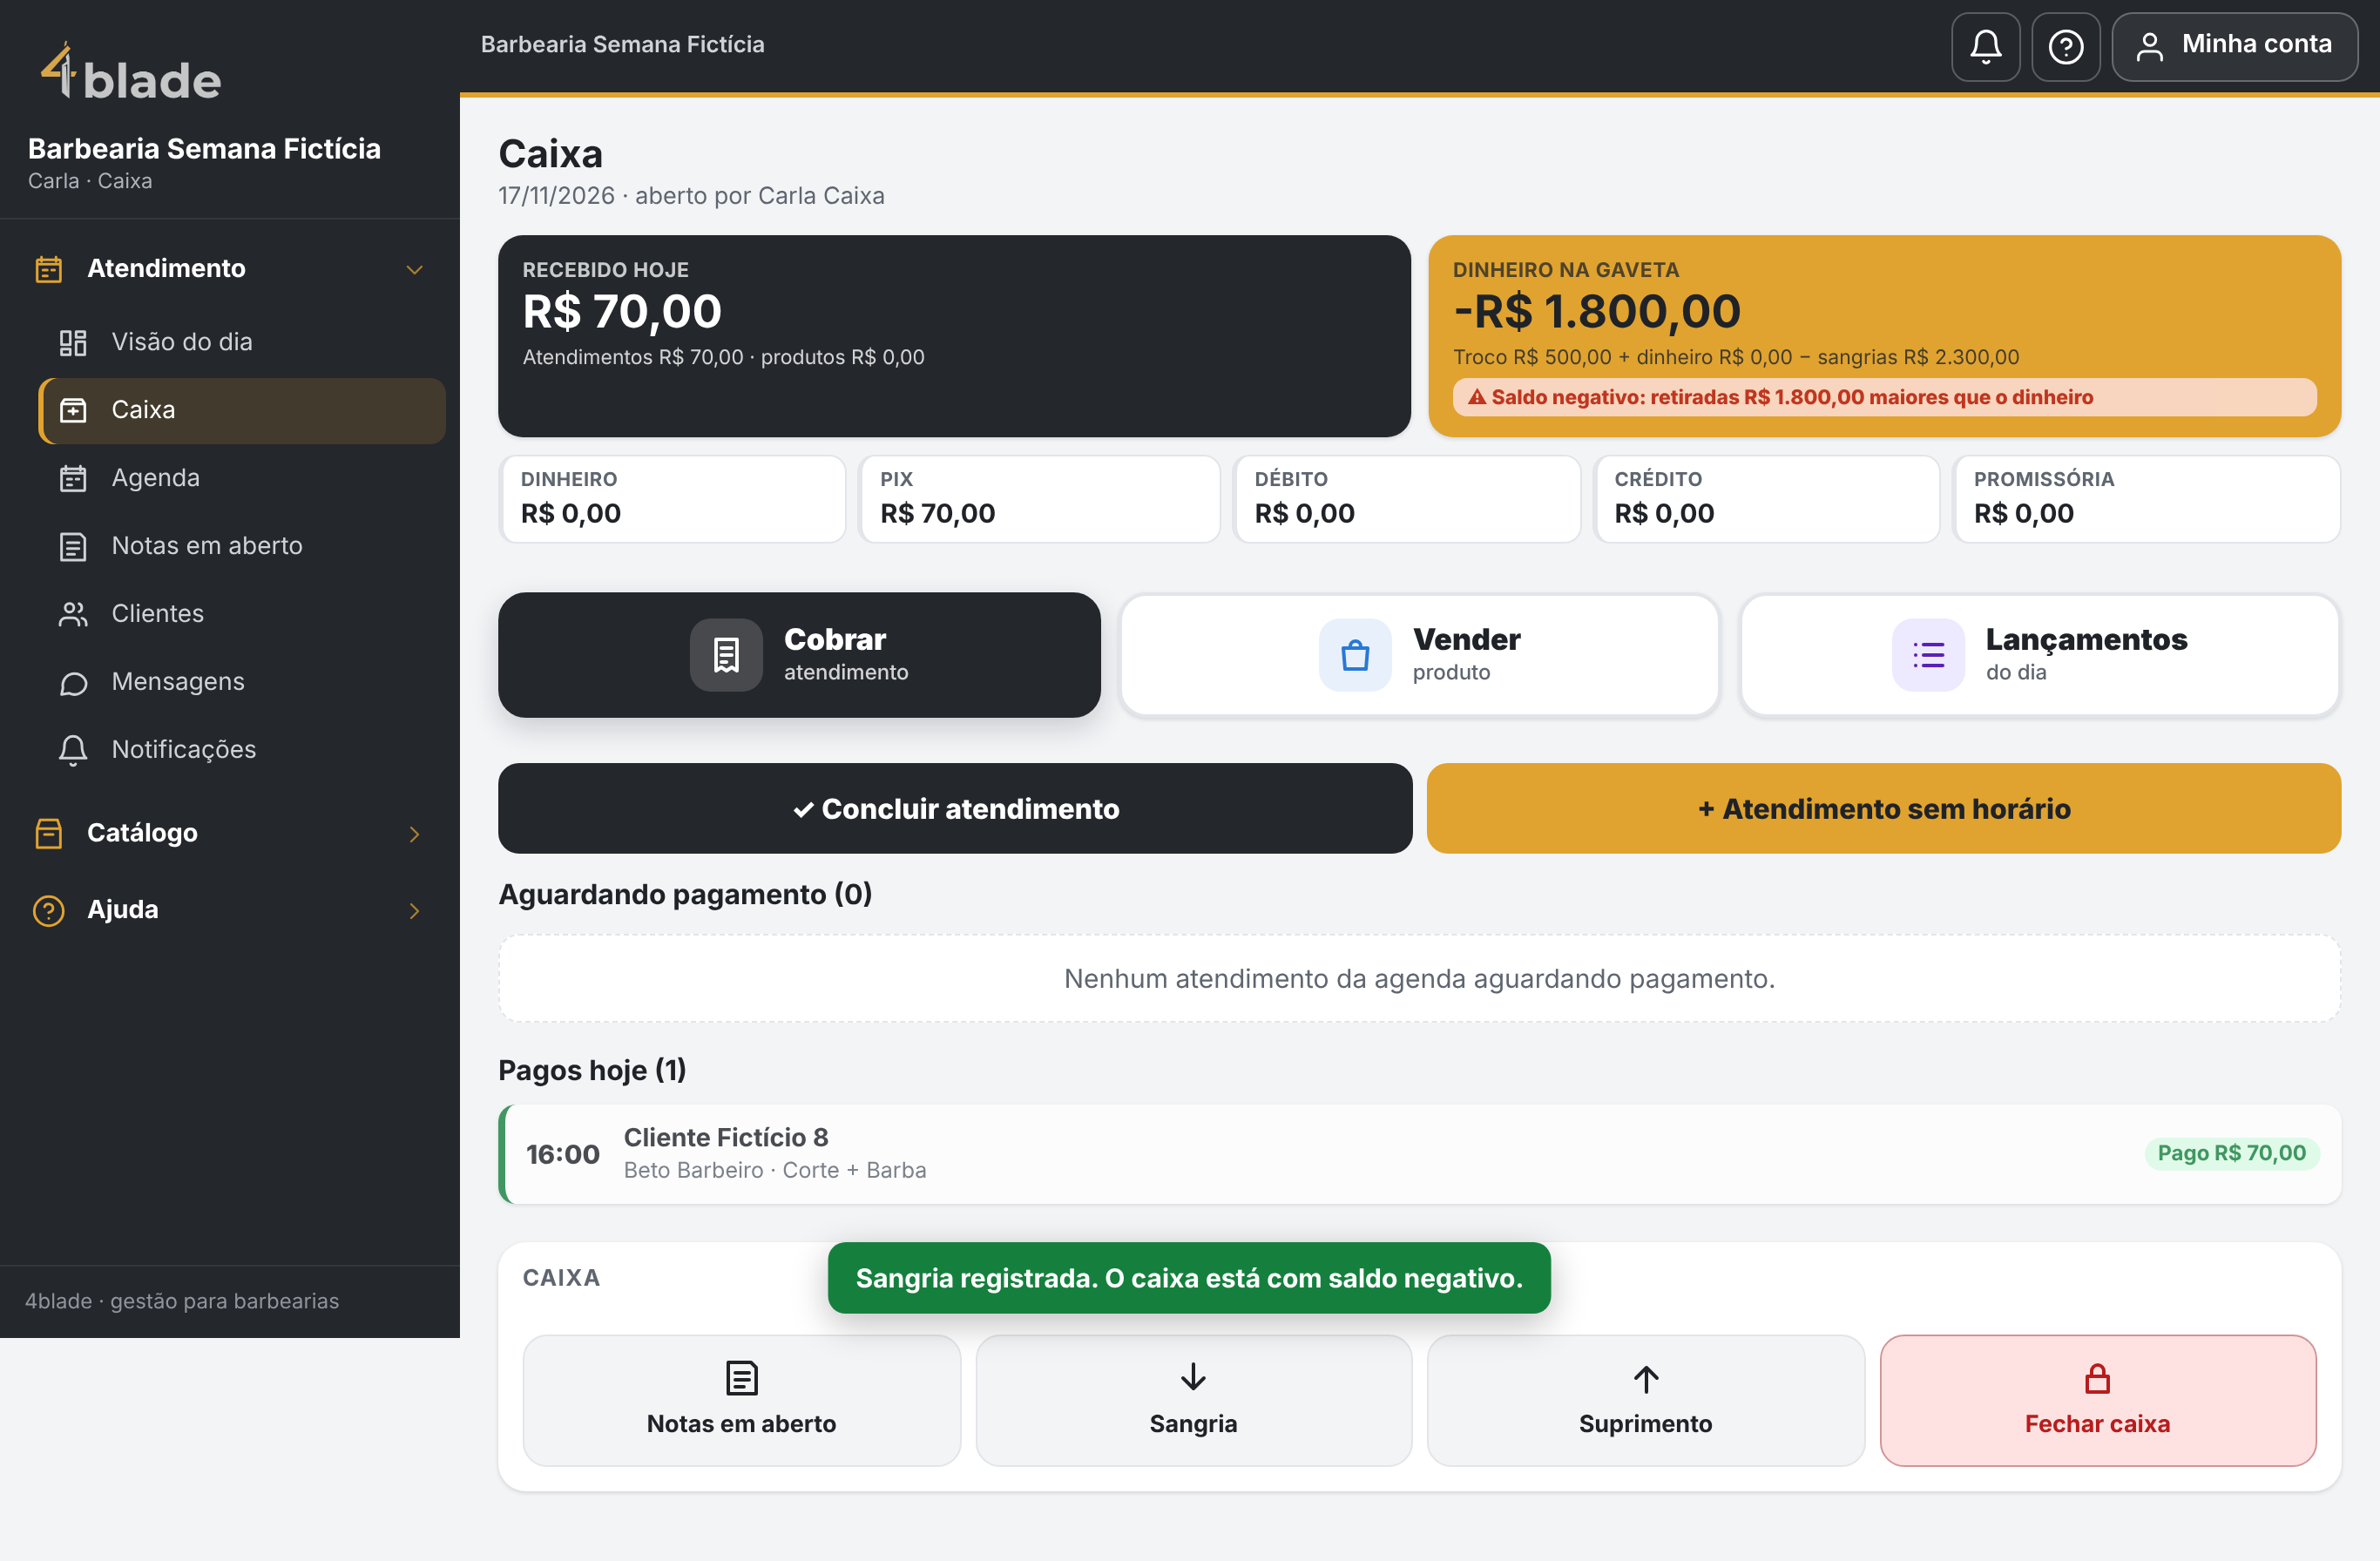 4blade
Barbearia Semana Fictícia
Carla · Caixa
Atendimento
Visão do dia
Caixa
Agenda
Notas em aberto
Clientes
Mensagens
Notificações
Catálogo
Ajuda
4blade · gestão para barbearias
Barbearia Semana Fictícia
Minha conta
Caixa
17/11/2026 · aberto por Carla Caixa
RECEBIDO HOJE
R$ 70,00
Atendimentos R$ 70,00 · produtos R$ 0,00
DINHEIRO NA GAVETA
-R$ 1.800,00
Troco R$ 500,00 + dinheiro R$ 0,00 − sangrias R$ 2.300,00
⚠ Saldo negativo: retiradas R$ 1.800,00 maiores que o dinheiro
DINHEIRO
R$ 0,00
PIX
R$ 70,00
DÉBITO
R$ 0,00
CRÉDITO
R$ 0,00
PROMISSÓRIA
R$ 0,00
Cobrar
atendimento
Vender
produto
Lançamentos
do dia
✓ Concluir atendimento
+ Atendimento sem horário
Aguardando pagamento (0)
Nenhum atendimento da agenda aguardando pagamento.
Pagos hoje (1)
16:00
Cliente Fictício 8
Beto Barbeiro · Corte + Barba
Pago R$ 70,00
CAIXA
Sangria registrada. O caixa está com saldo negativo.
Notas em aberto
Sangria
Suprimento
Fechar caixa